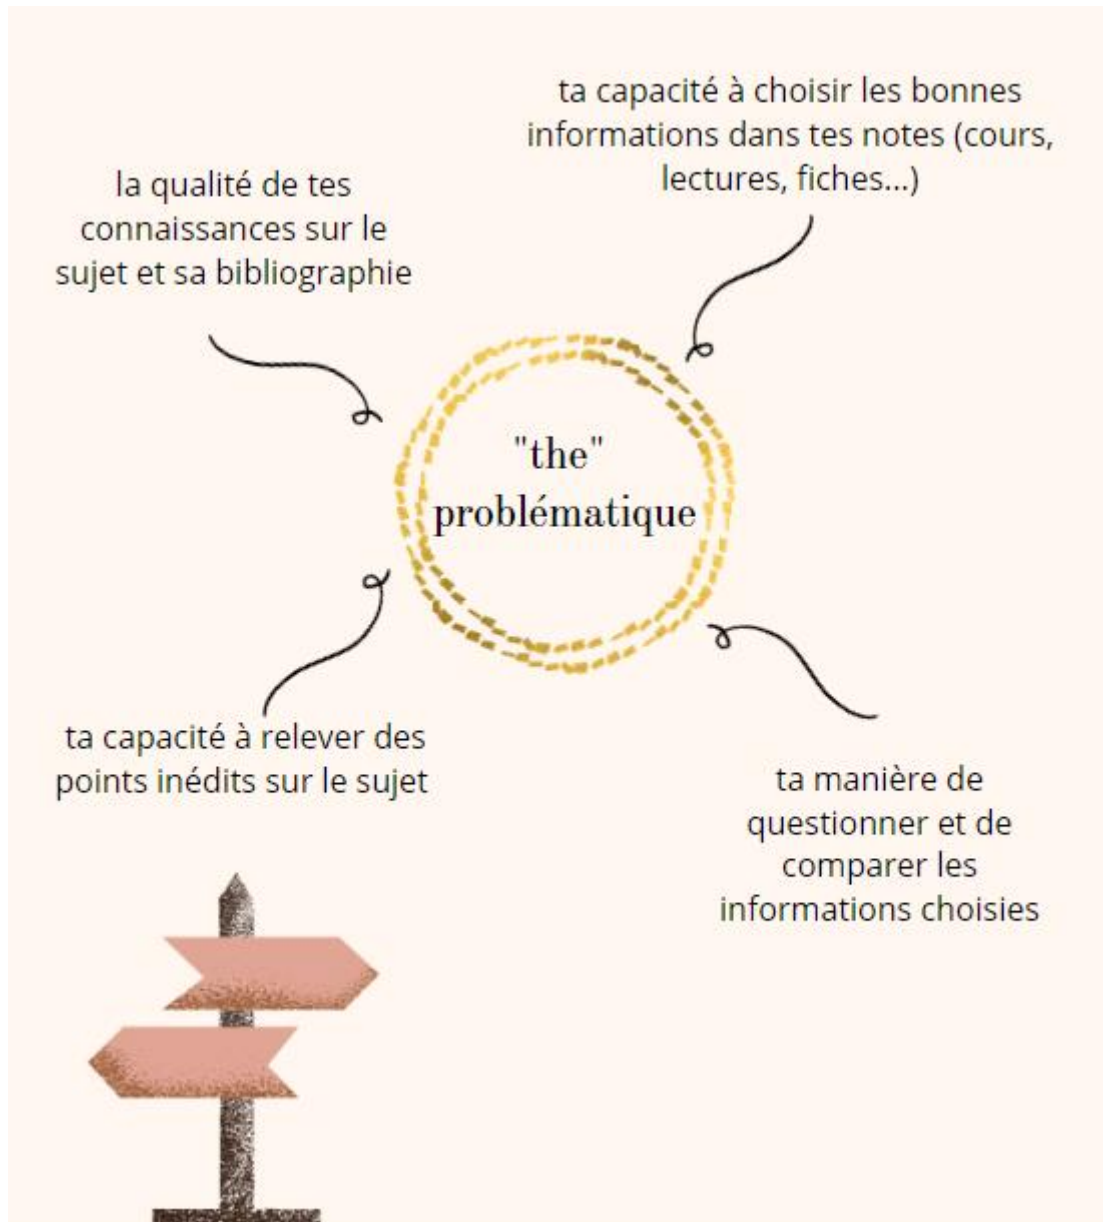 ta capacité à choisir les bonnes
informations dans tes notes (cours,
lectures, fiches...)
la qualité de tes
connaissances sur le
sujet et sa bibliographie
"the"
problématique
ta capacité à relever des
points inédits sur le sujet
ta manière de
questionner et de
comparer les
informations choisies